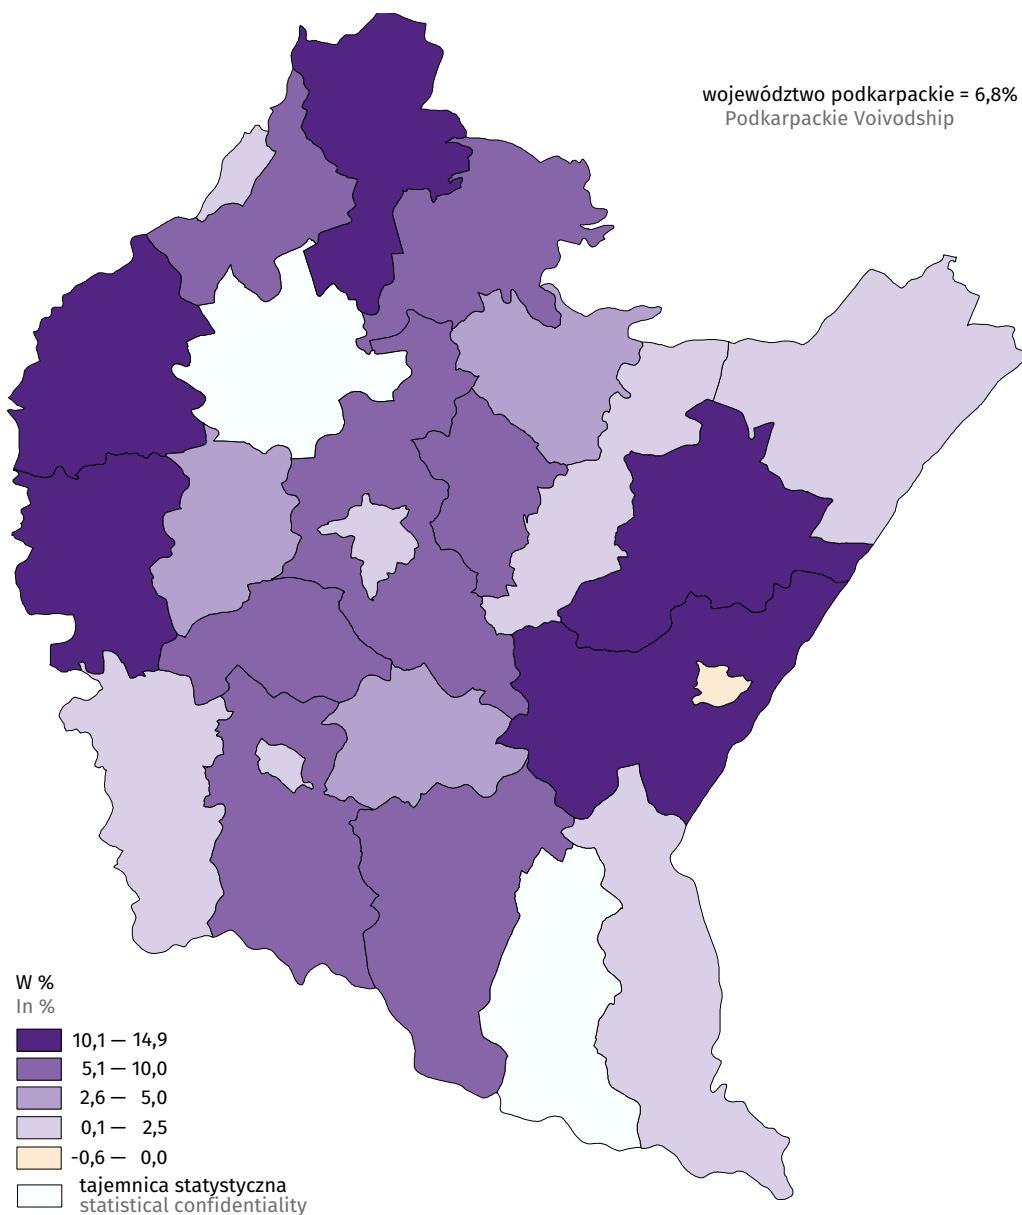 województwo podkarpackie = 6,8%
Podkarpackie Voivodship
W %
In %
10,1 — 14,9
5,1 — 10,0
2,6 — 5,0
0,1 — 2,5
-0,6 — 0,0
tajemnica statystyczna
statistical confidentiality